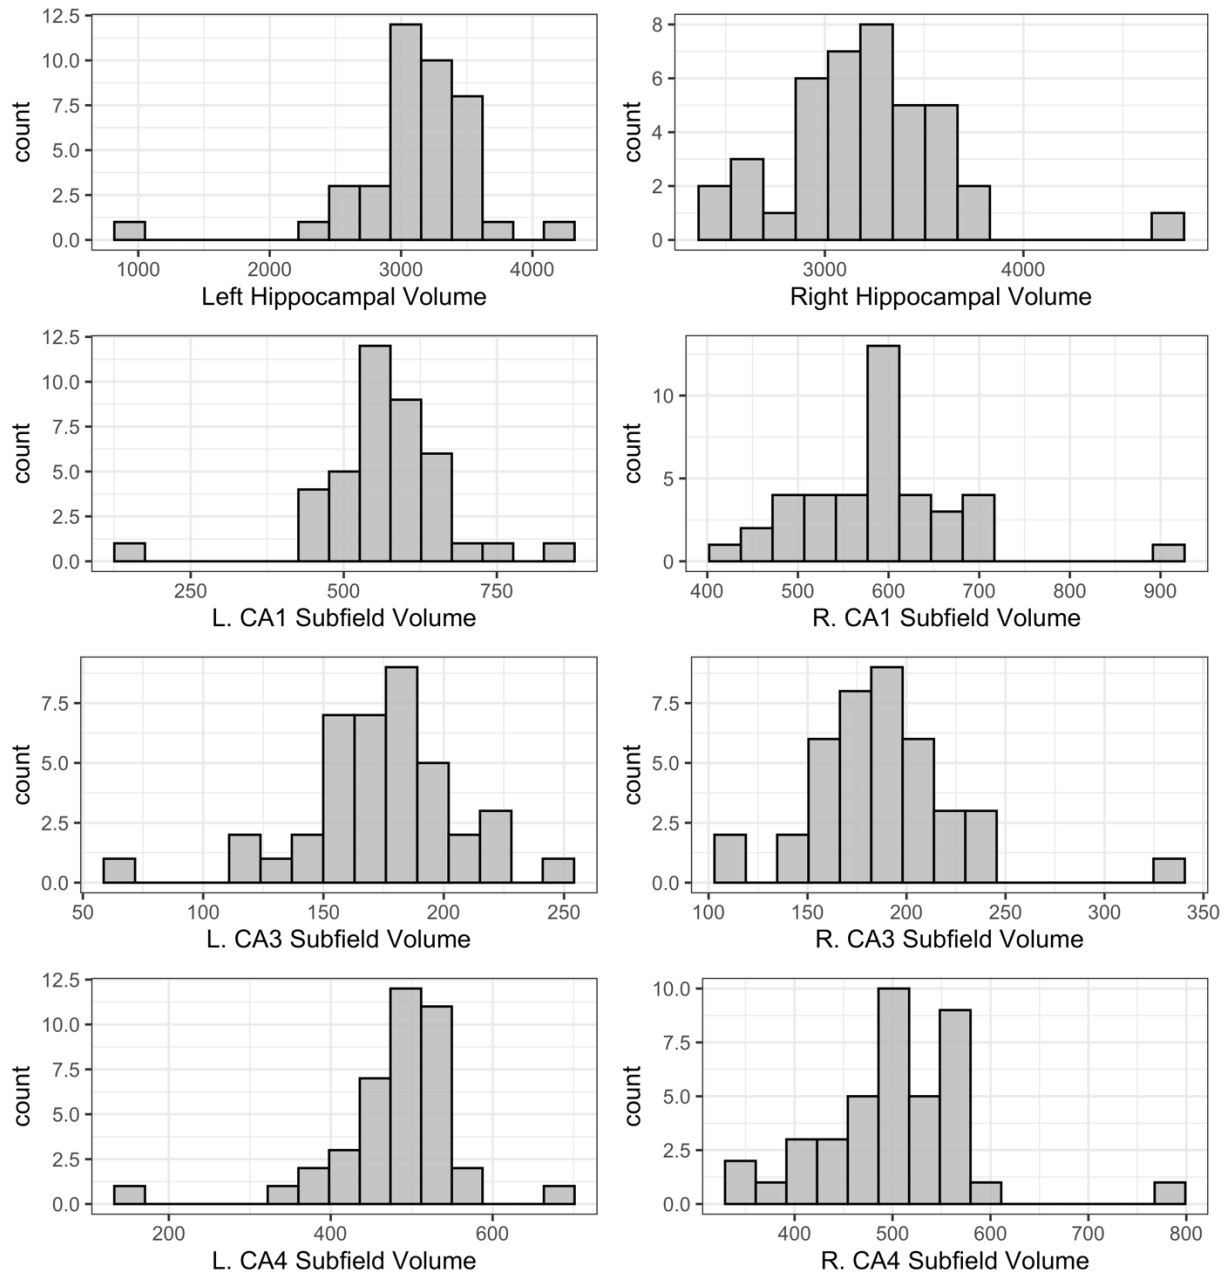 12.5
10.0
7.5
5.0
2.5
0.0
count
1000 2000 3000 4000
Left Hippocampal Volume
8
6
4
2
0
count
3000 4000
Right Hippocampal Volume
12.5
10.0
7.5
5.0
2.5
0.0
count
250 500 750
L. CA1 Subfield Volume
10
5
0
count
400 500 600 700 800 900
R. CA1 Subfield Volume
7.5
5.0
2.5
0.0
count
50 100 150 200 250
L. CA3 Subfield Volume
7.5
5.0
2.5
0.0
count
100 150 200 250 300 350
R. CA3 Subfield Volume
12.5
10.0
7.5
5.0
2.5
0.0
count
200 400 600
L. CA4 Subfield Volume
10.0
7.5
5.0
2.5
0.0
count
400 500 600 700 800
R. CA4 Subfield Volume